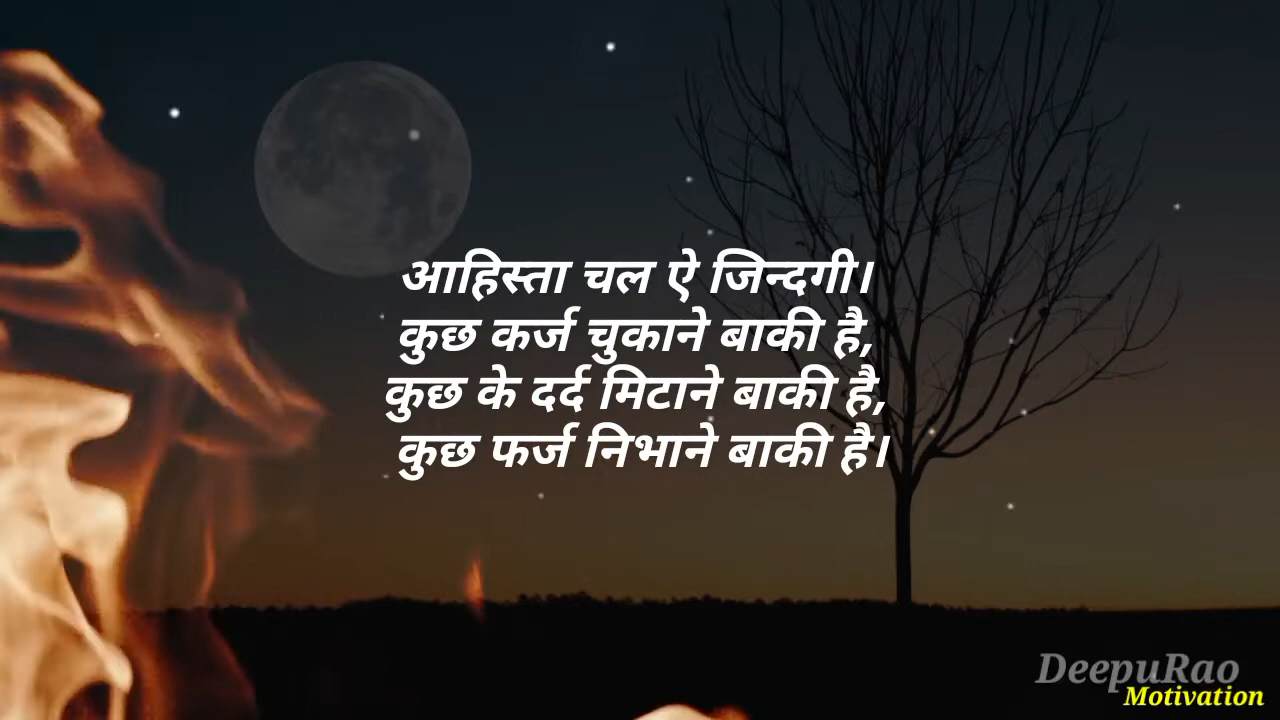 आहिस्ता चल ऐ जिन्दगी।
कुछ कर्ज चुकाने बाकी है,
कुछ के दर्द मिटाने बाकी है,
कुछ फर्ज निभाने बाकी है।
DeepuRao
Motivation